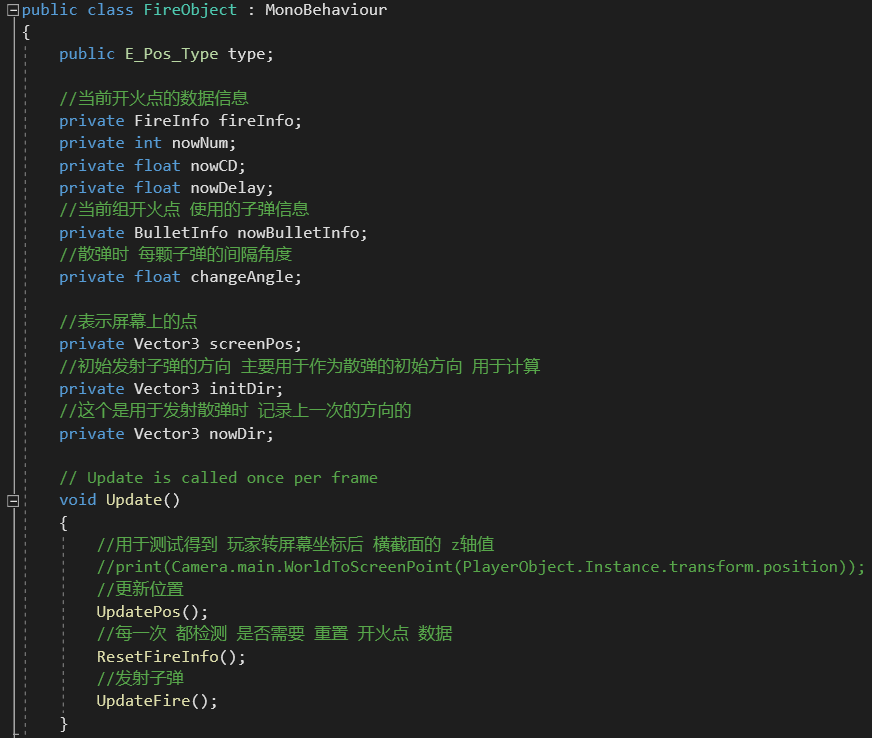 public class FireObject : MonoBehaviour
{
    public E_Pos_Type type;

    //当前开火点的数据信息
    private FireInfo fireInfo;
    private int nowNum;
    private float nowCD;
    private float nowDelay;
    //当前组开火点 使用的子弹信息
    private BulletInfo nowBulletInfo;
    //散弹时 每颗子弹的间隔角度
    private float changeAngle;

    //表示屏幕上的点
    private Vector3 screenPos;
    //初始发射子弹的方向 主要用于作为散弹的初始方向 用于计算
    private Vector3 initDir;
    //这个是用于发射散弹时 记录上一次的方向的
    private Vector3 nowDir;

    // Update is called once per frame
    void Update()
    {
        //用于测试得到 玩家转屏幕坐标后 横截面的 z轴值
        //print(Camera.main.WorldToScreenPoint(PlayerObject.Instance.transform.position));
        //更新位置
        UpdatePos();
        //每一次 都检测 是否需要 重置 开火点 数据
        ResetFireInfo();
        //发射子弹
        UpdateFire();
    }